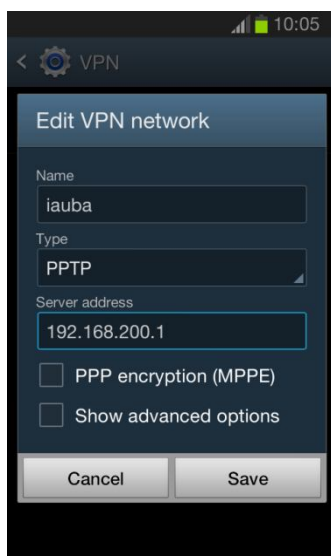 10:05
VPN
Edit VPN network
Name
iauba
Type
PPTP
Server address
192.168.200.1
PPP encryption (MPPE)
Show advanced options
Cancel Save